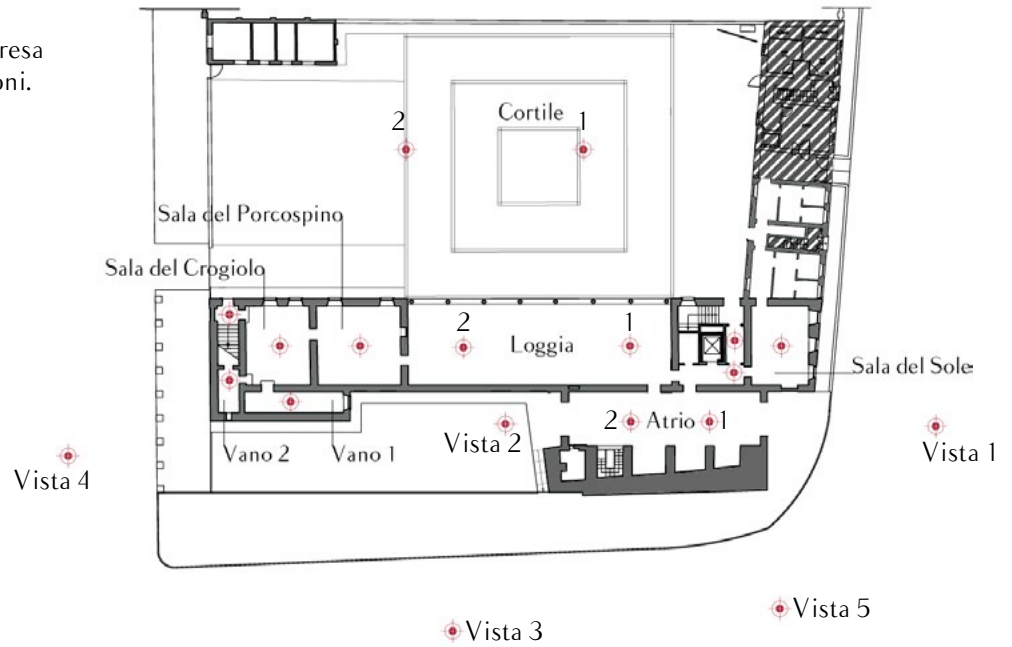 resa
oni.
Cortile
2
1
Sala del Porcospino
Sala del Crogiolo
2
Loggia
1
Sala del Sole
2 Atrio 1
Vista 2
Vista 1
Vano 2
Vano 1
Vista 4
Vista 5
Vista 3